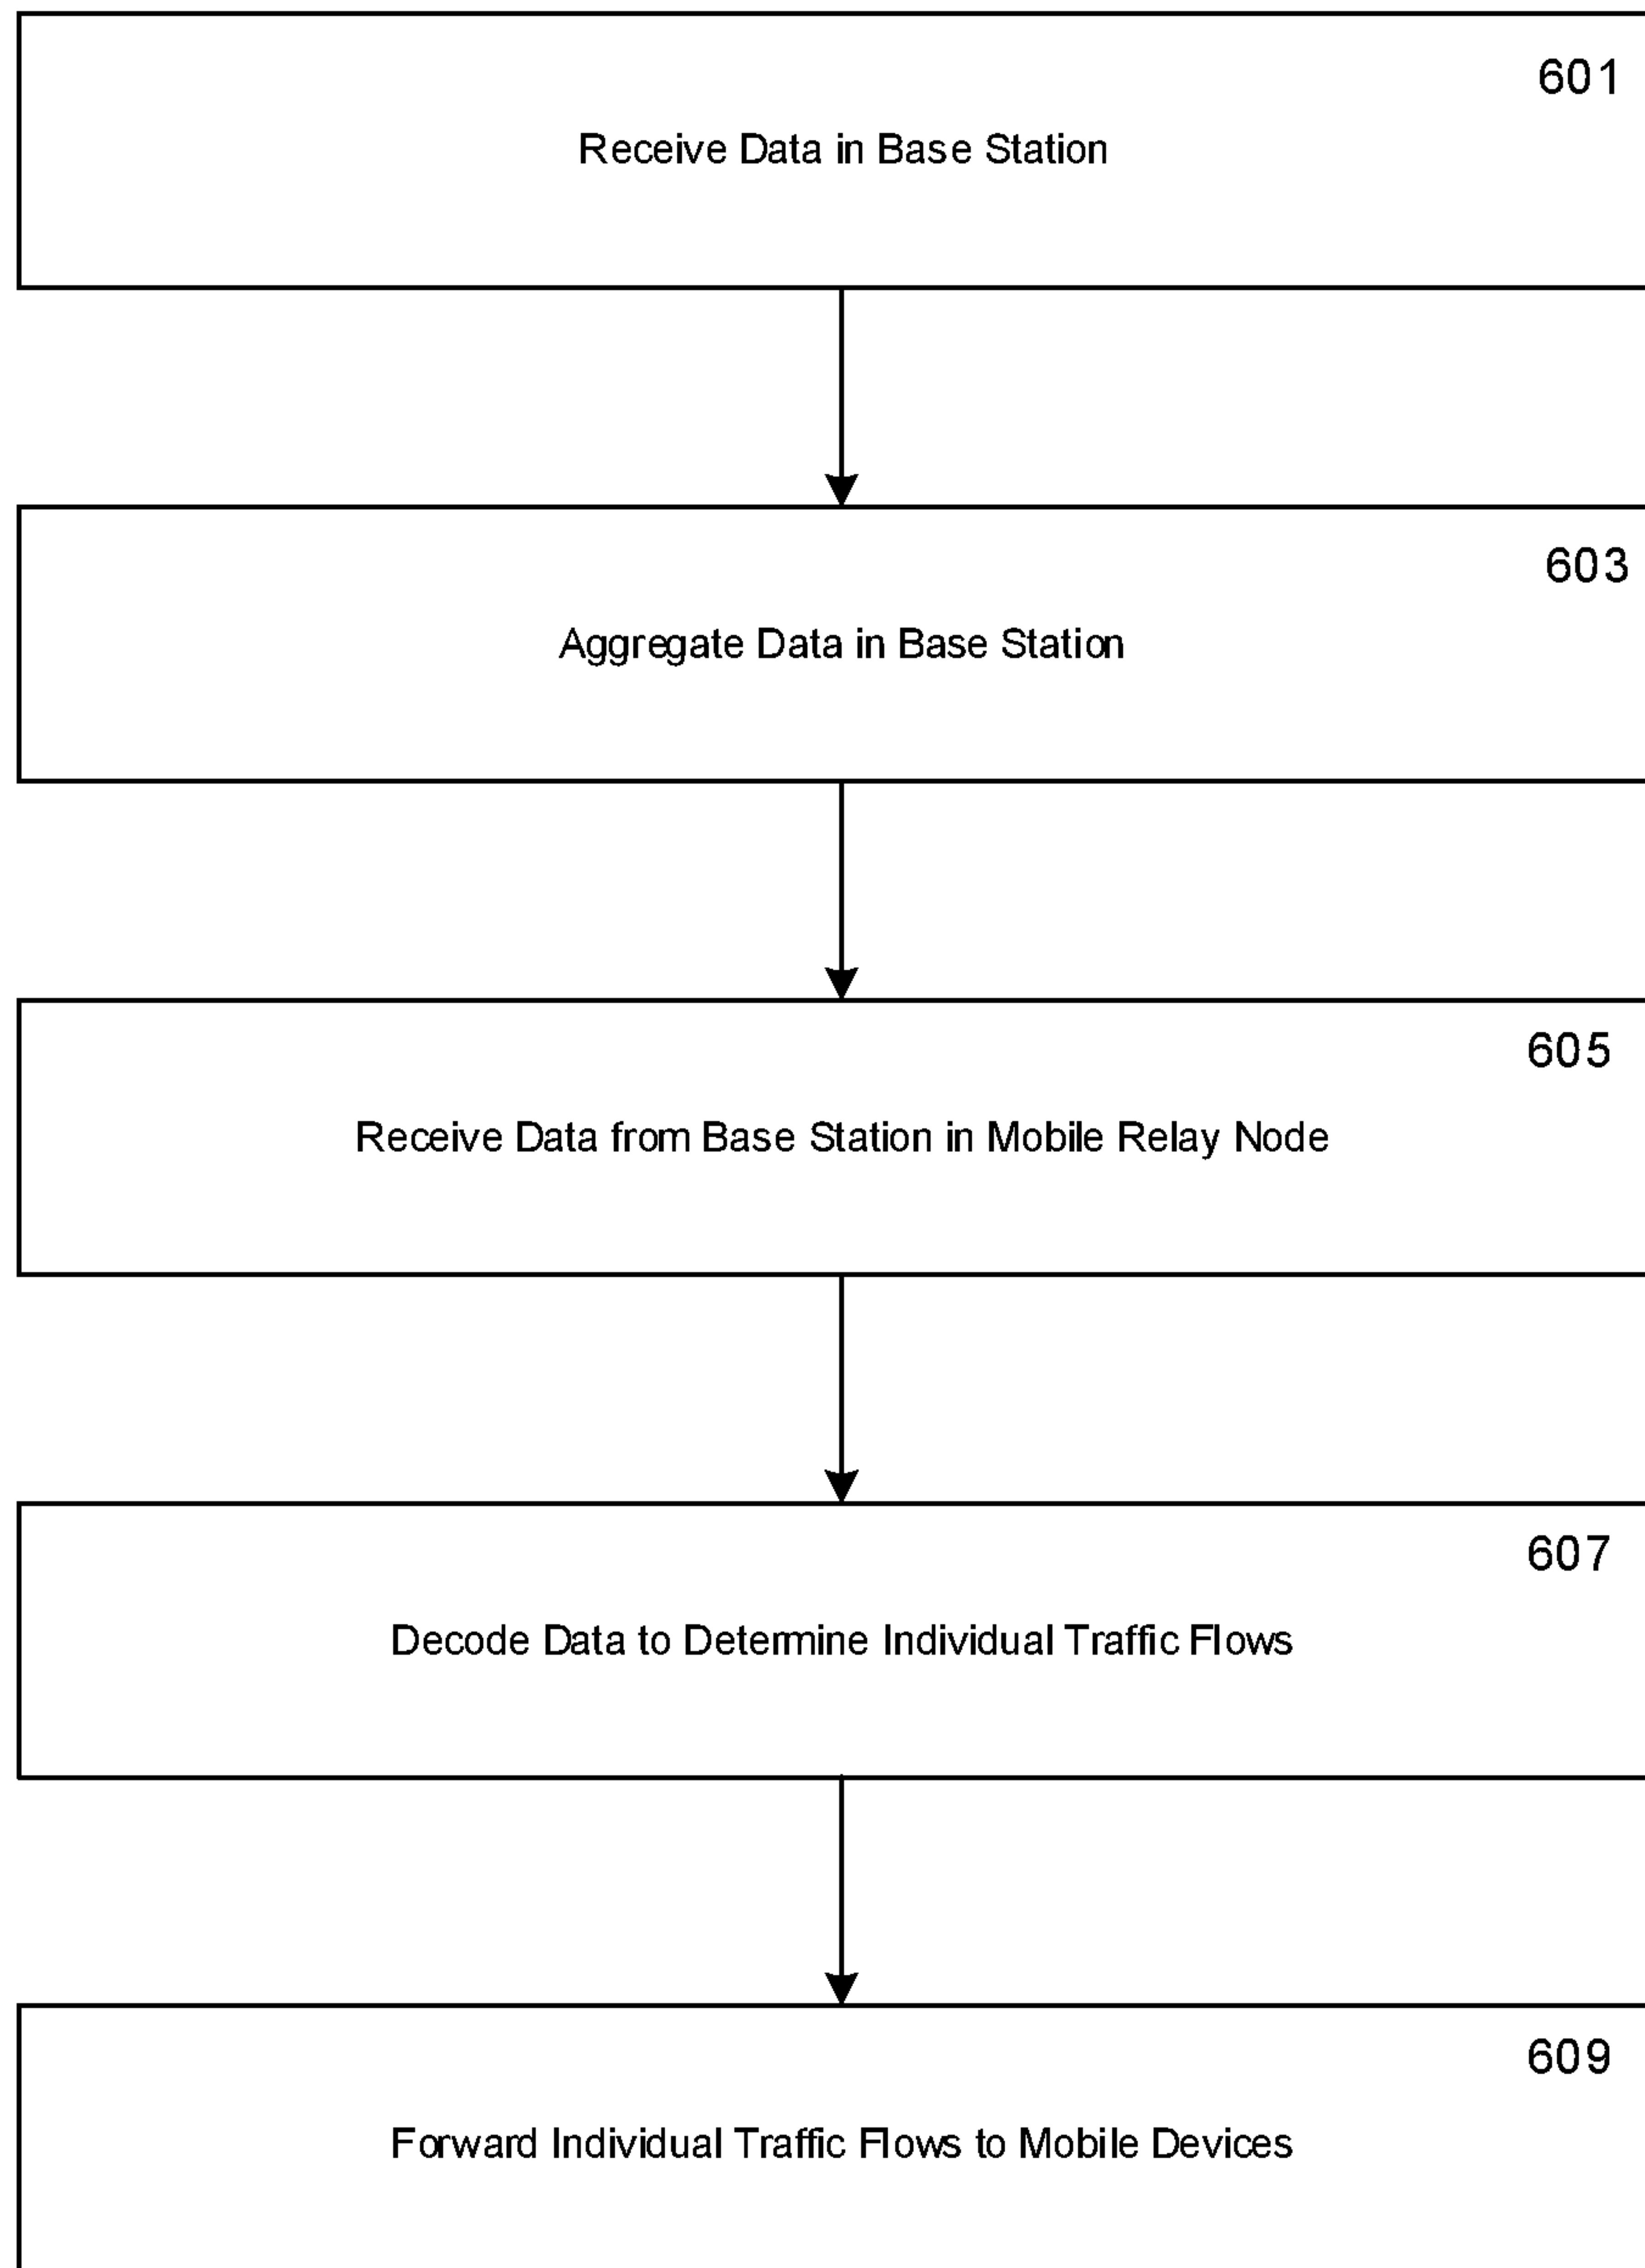 601
Receive Data in Base Station
603
Aggregate Data in Base Station
605
Receive Data from Base Station in Mobile Relay Node
607
Decode Data to Determine Individual Traffic Flows
609
Forward Individual Traffic Flows to Mobile Devices